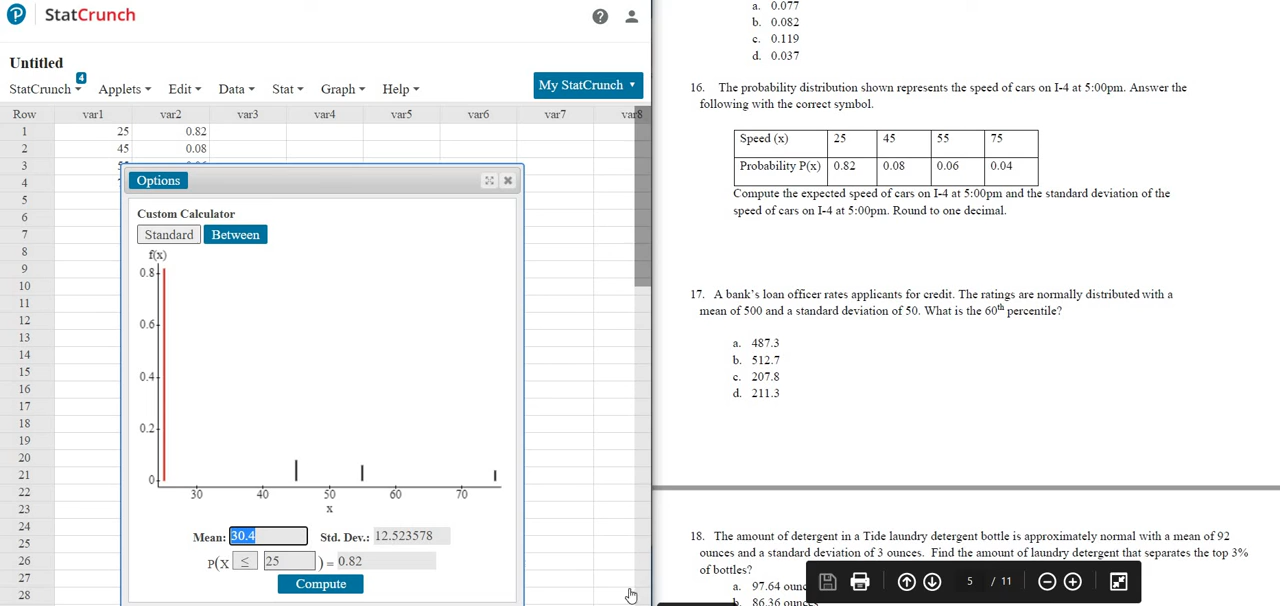 StatCrunch
Untitled
4
StatCrunch Applets Edit Data Stat Graph Help My StatCrunch
Row var1 var2 var3 var4 var5 var6 var7 var8
1 25 0.82
2 45 0.08
3
4
5
6
7
8
9
10
11
12
13
14
15
16
17
18
19
20
21
22
23
24
25
26
27
28
Options
Custom Calculator
Standard Between
f(x)
0.8
0.6
0.4
0.2
0
30 40 50 60 70
x
Mean: 30.4 Std. Dev.: 12.523578
P(X ≤ 25 ) = 0.82
Compute
a. 0.077
b. 0.082
c. 0.119
d. 0.037
16. The probability distribution shown represents the speed of cars on I-4 at 5:00pm. Answer the
following with the correct symbol.
Speed (x) 25 45 55 75
Probability P(x) 0.82 0.08 0.06 0.04
Compute the expected speed of cars on I-4 at 5:00pm and the standard deviation of the
speed of cars on I-4 at 5:00pm. Round to one decimal.
17. A bank’s loan officer rates applicants for credit. The ratings are normally distributed with a
mean of 500 and a standard deviation of 50. What is the 60th percentile?
a. 487.3
b. 512.7
c. 207.8
d. 211.3
18. The amount of detergent in a Tide laundry detergent bottle is approximately normal with a mean of 92
ounces and a standard deviation of 3 ounces. Find the amount of laundry detergent that separates the top 3%
of bottles?
a. 97.64 ounc
b. 86.36 ounces
5 / 11